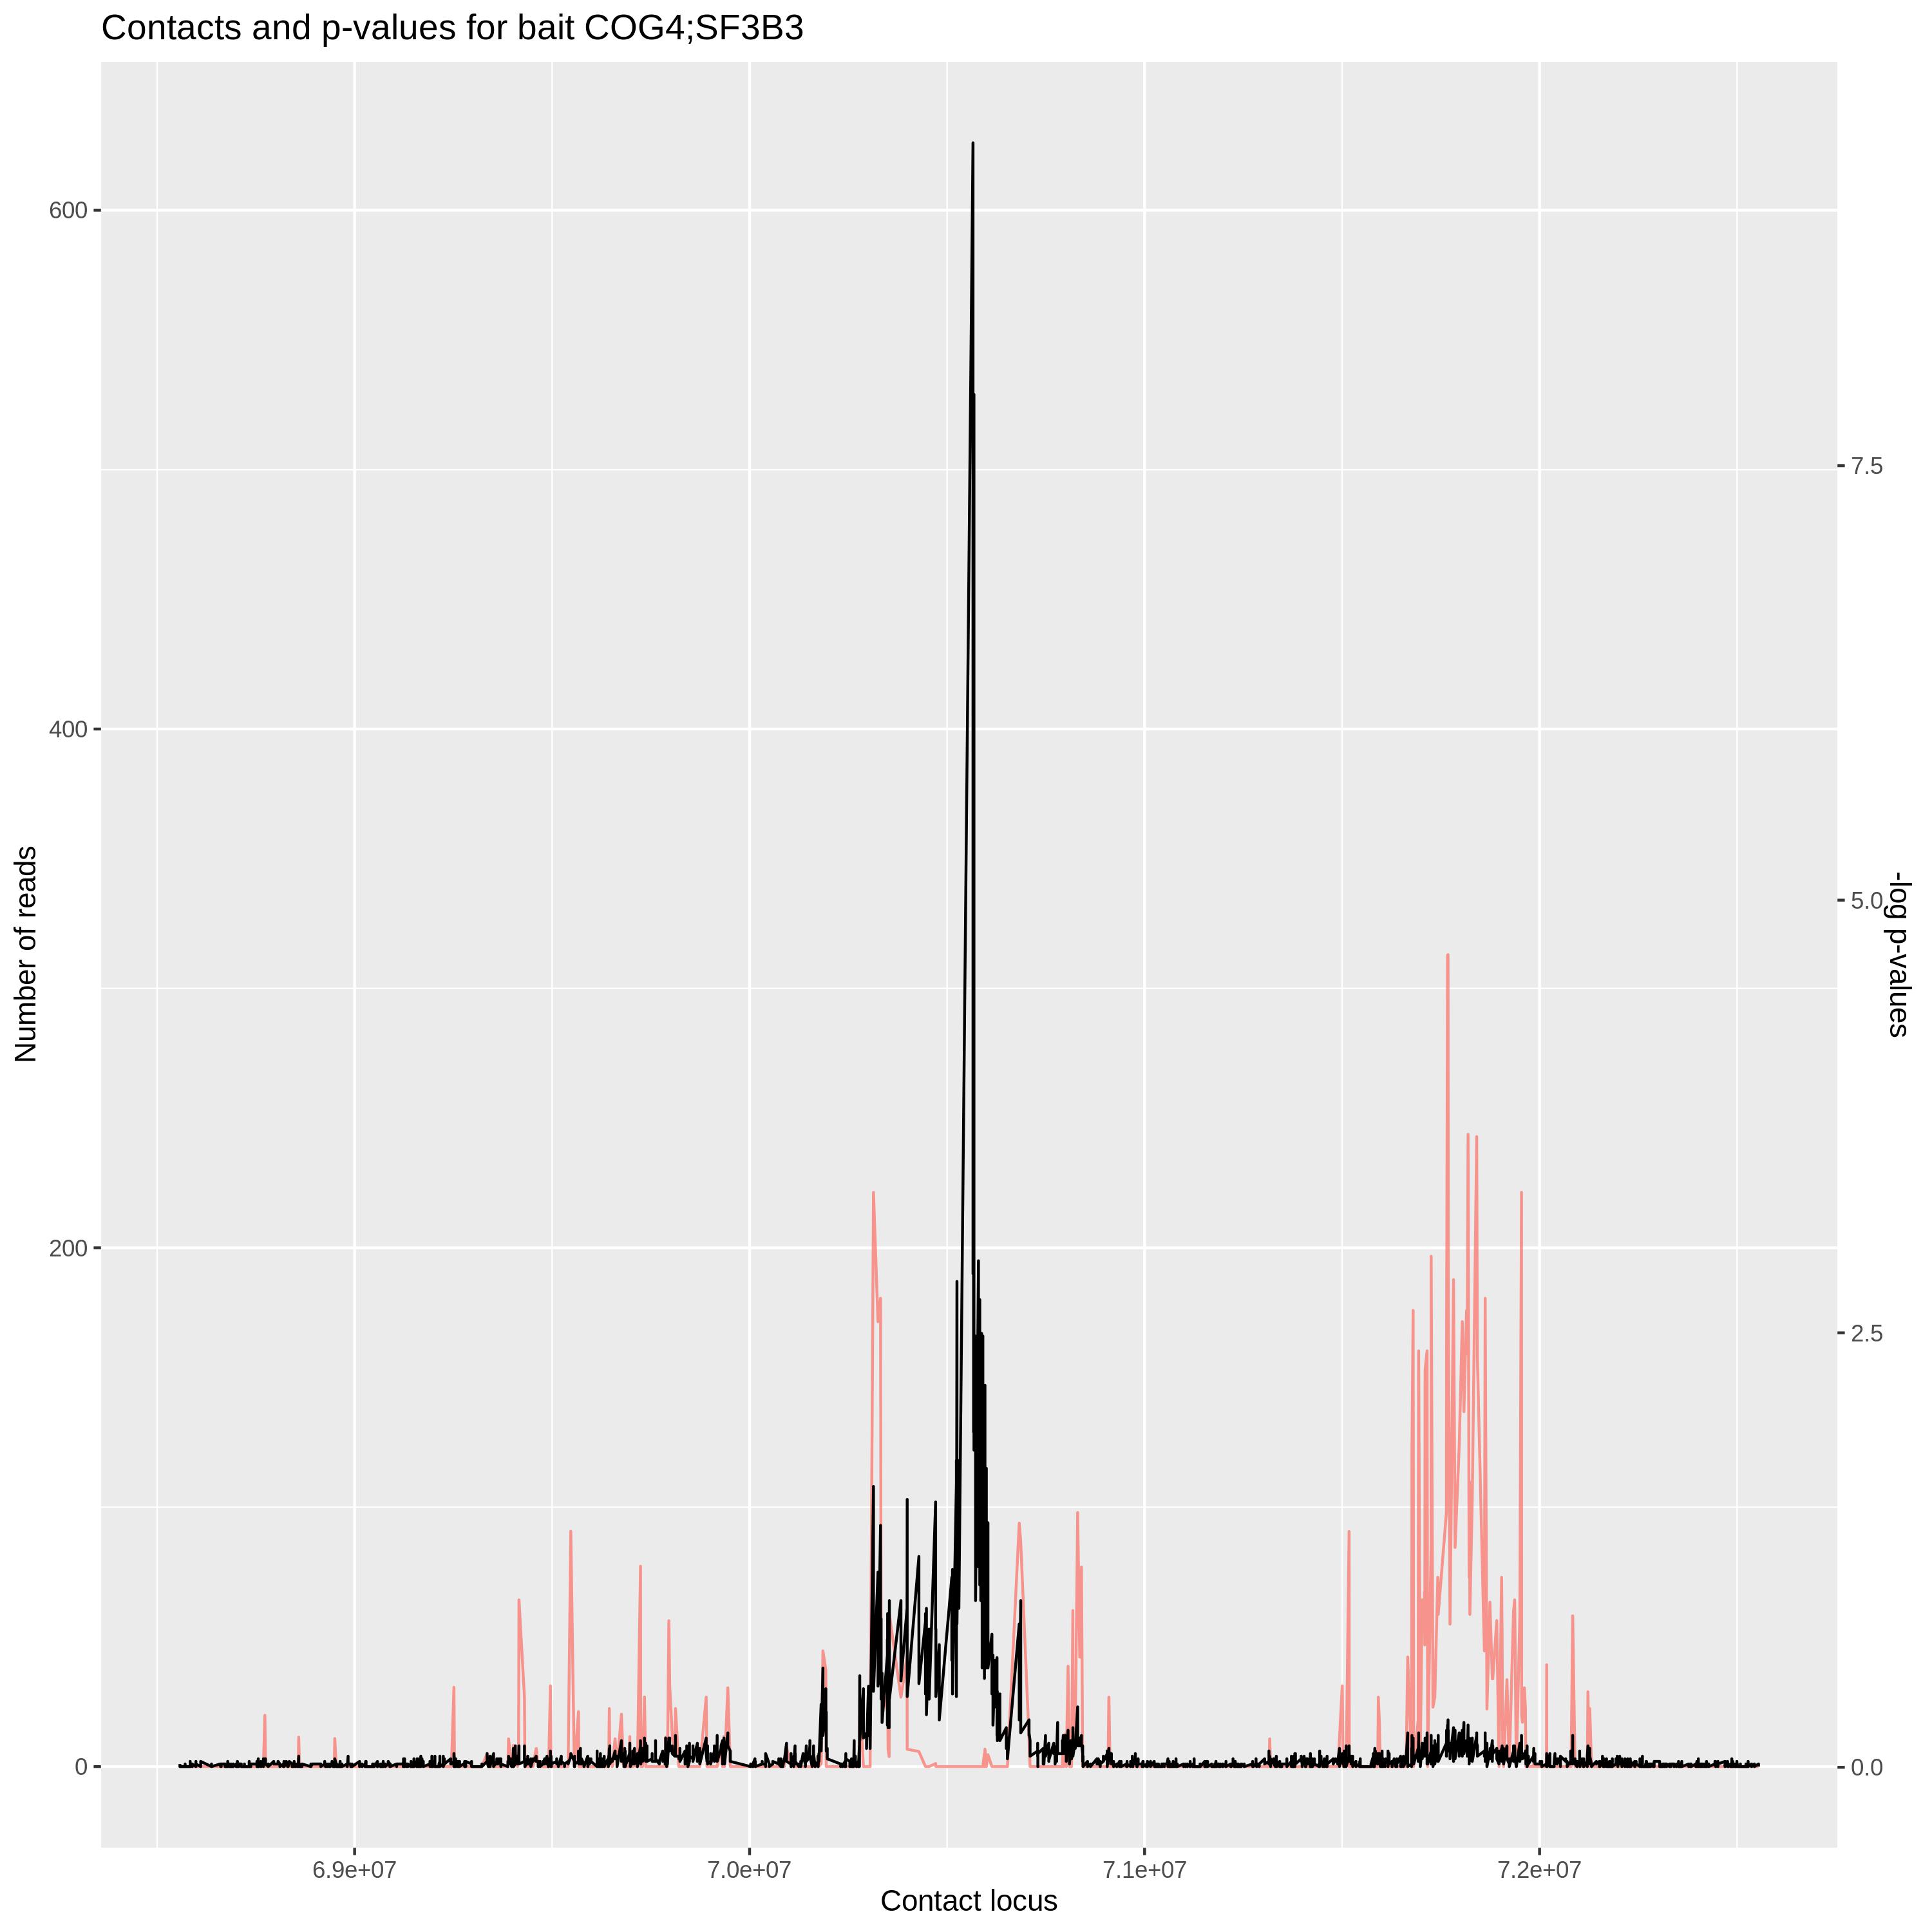 Contacts and p-values for bait COG4;SF3B3
600
400
200
0
Number of reads
7.5
5.0
2.5
0.0
-log p-values
6.9e+07
7.0e+07
7.1e+07
7.2e+07
Contact locus